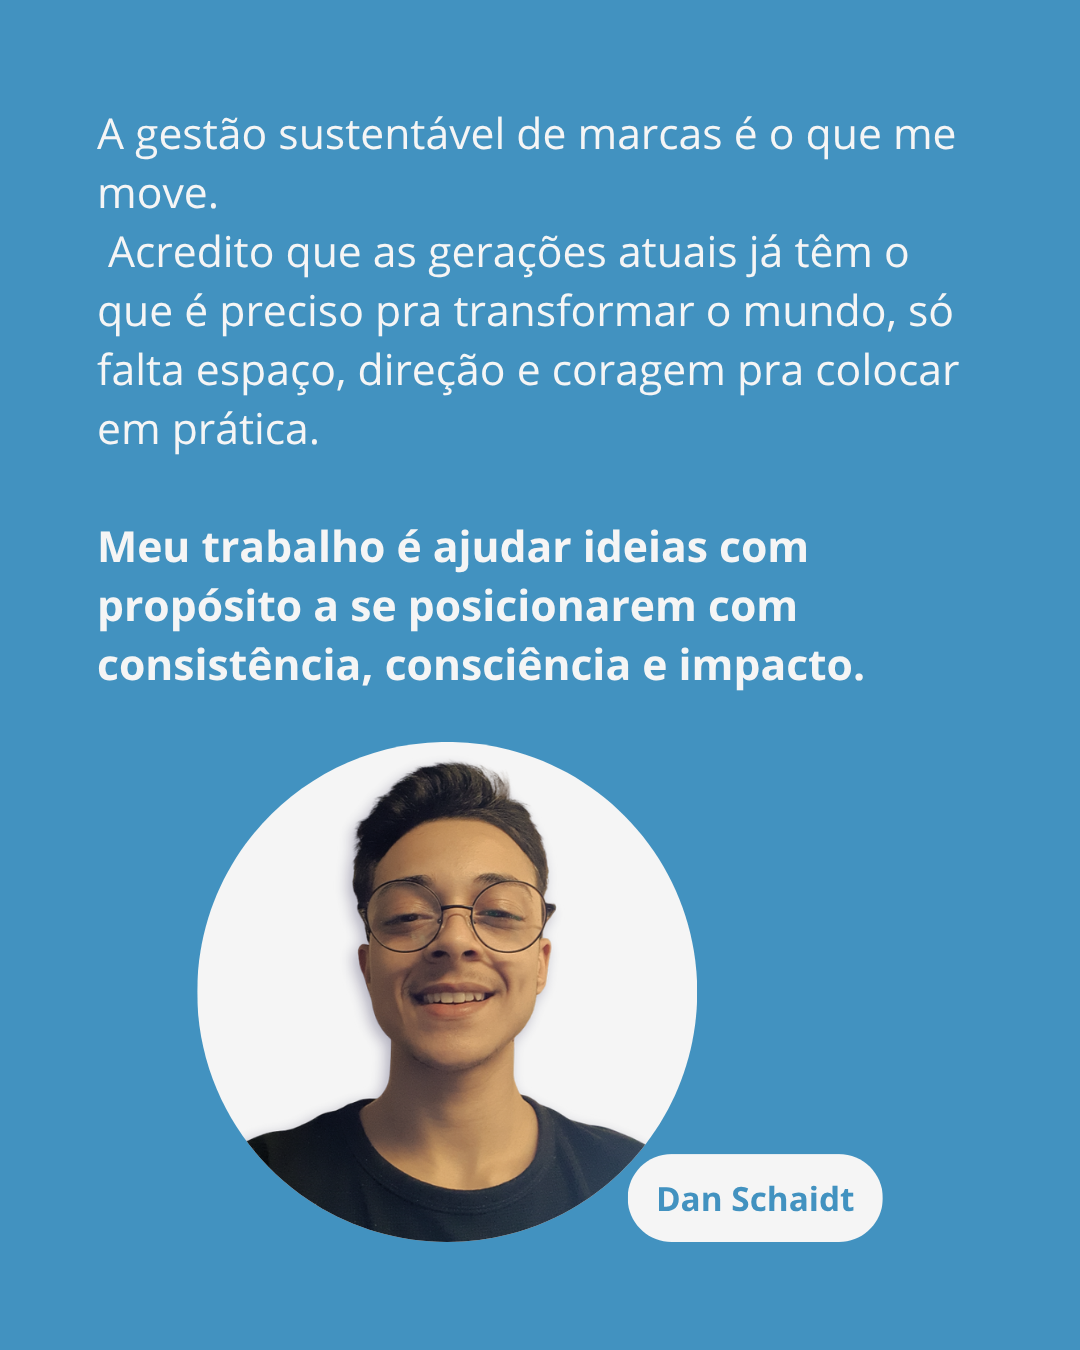 A gestão sustentável de marcas é o que me
move.
Acredito que as gerações atuais já têm o
que é preciso pra transformar o mundo, só
falta espaço, direção e coragem pra colocar
em prática.
Meu trabalho é ajudar ideias com
propósito a se posicionarem com
consistência, consciência e impacto.
Dan Schaidt